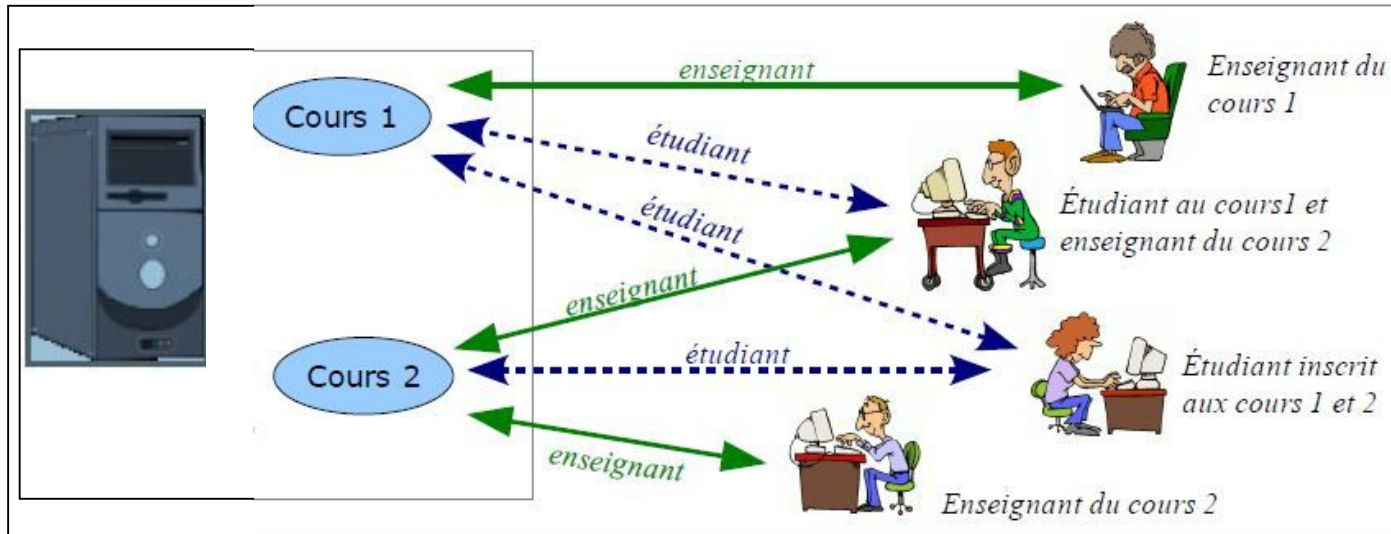 enseignant
Enseignant du
cours 1
Cours 1
étudiant
étudiant
Étudiant au cours1 et
enseignant du cours 2
enseignant
Cours 2
étudiant
Étudiant inscrit
aux cours 1 et 2
enseignant
Enseignant du cours 2